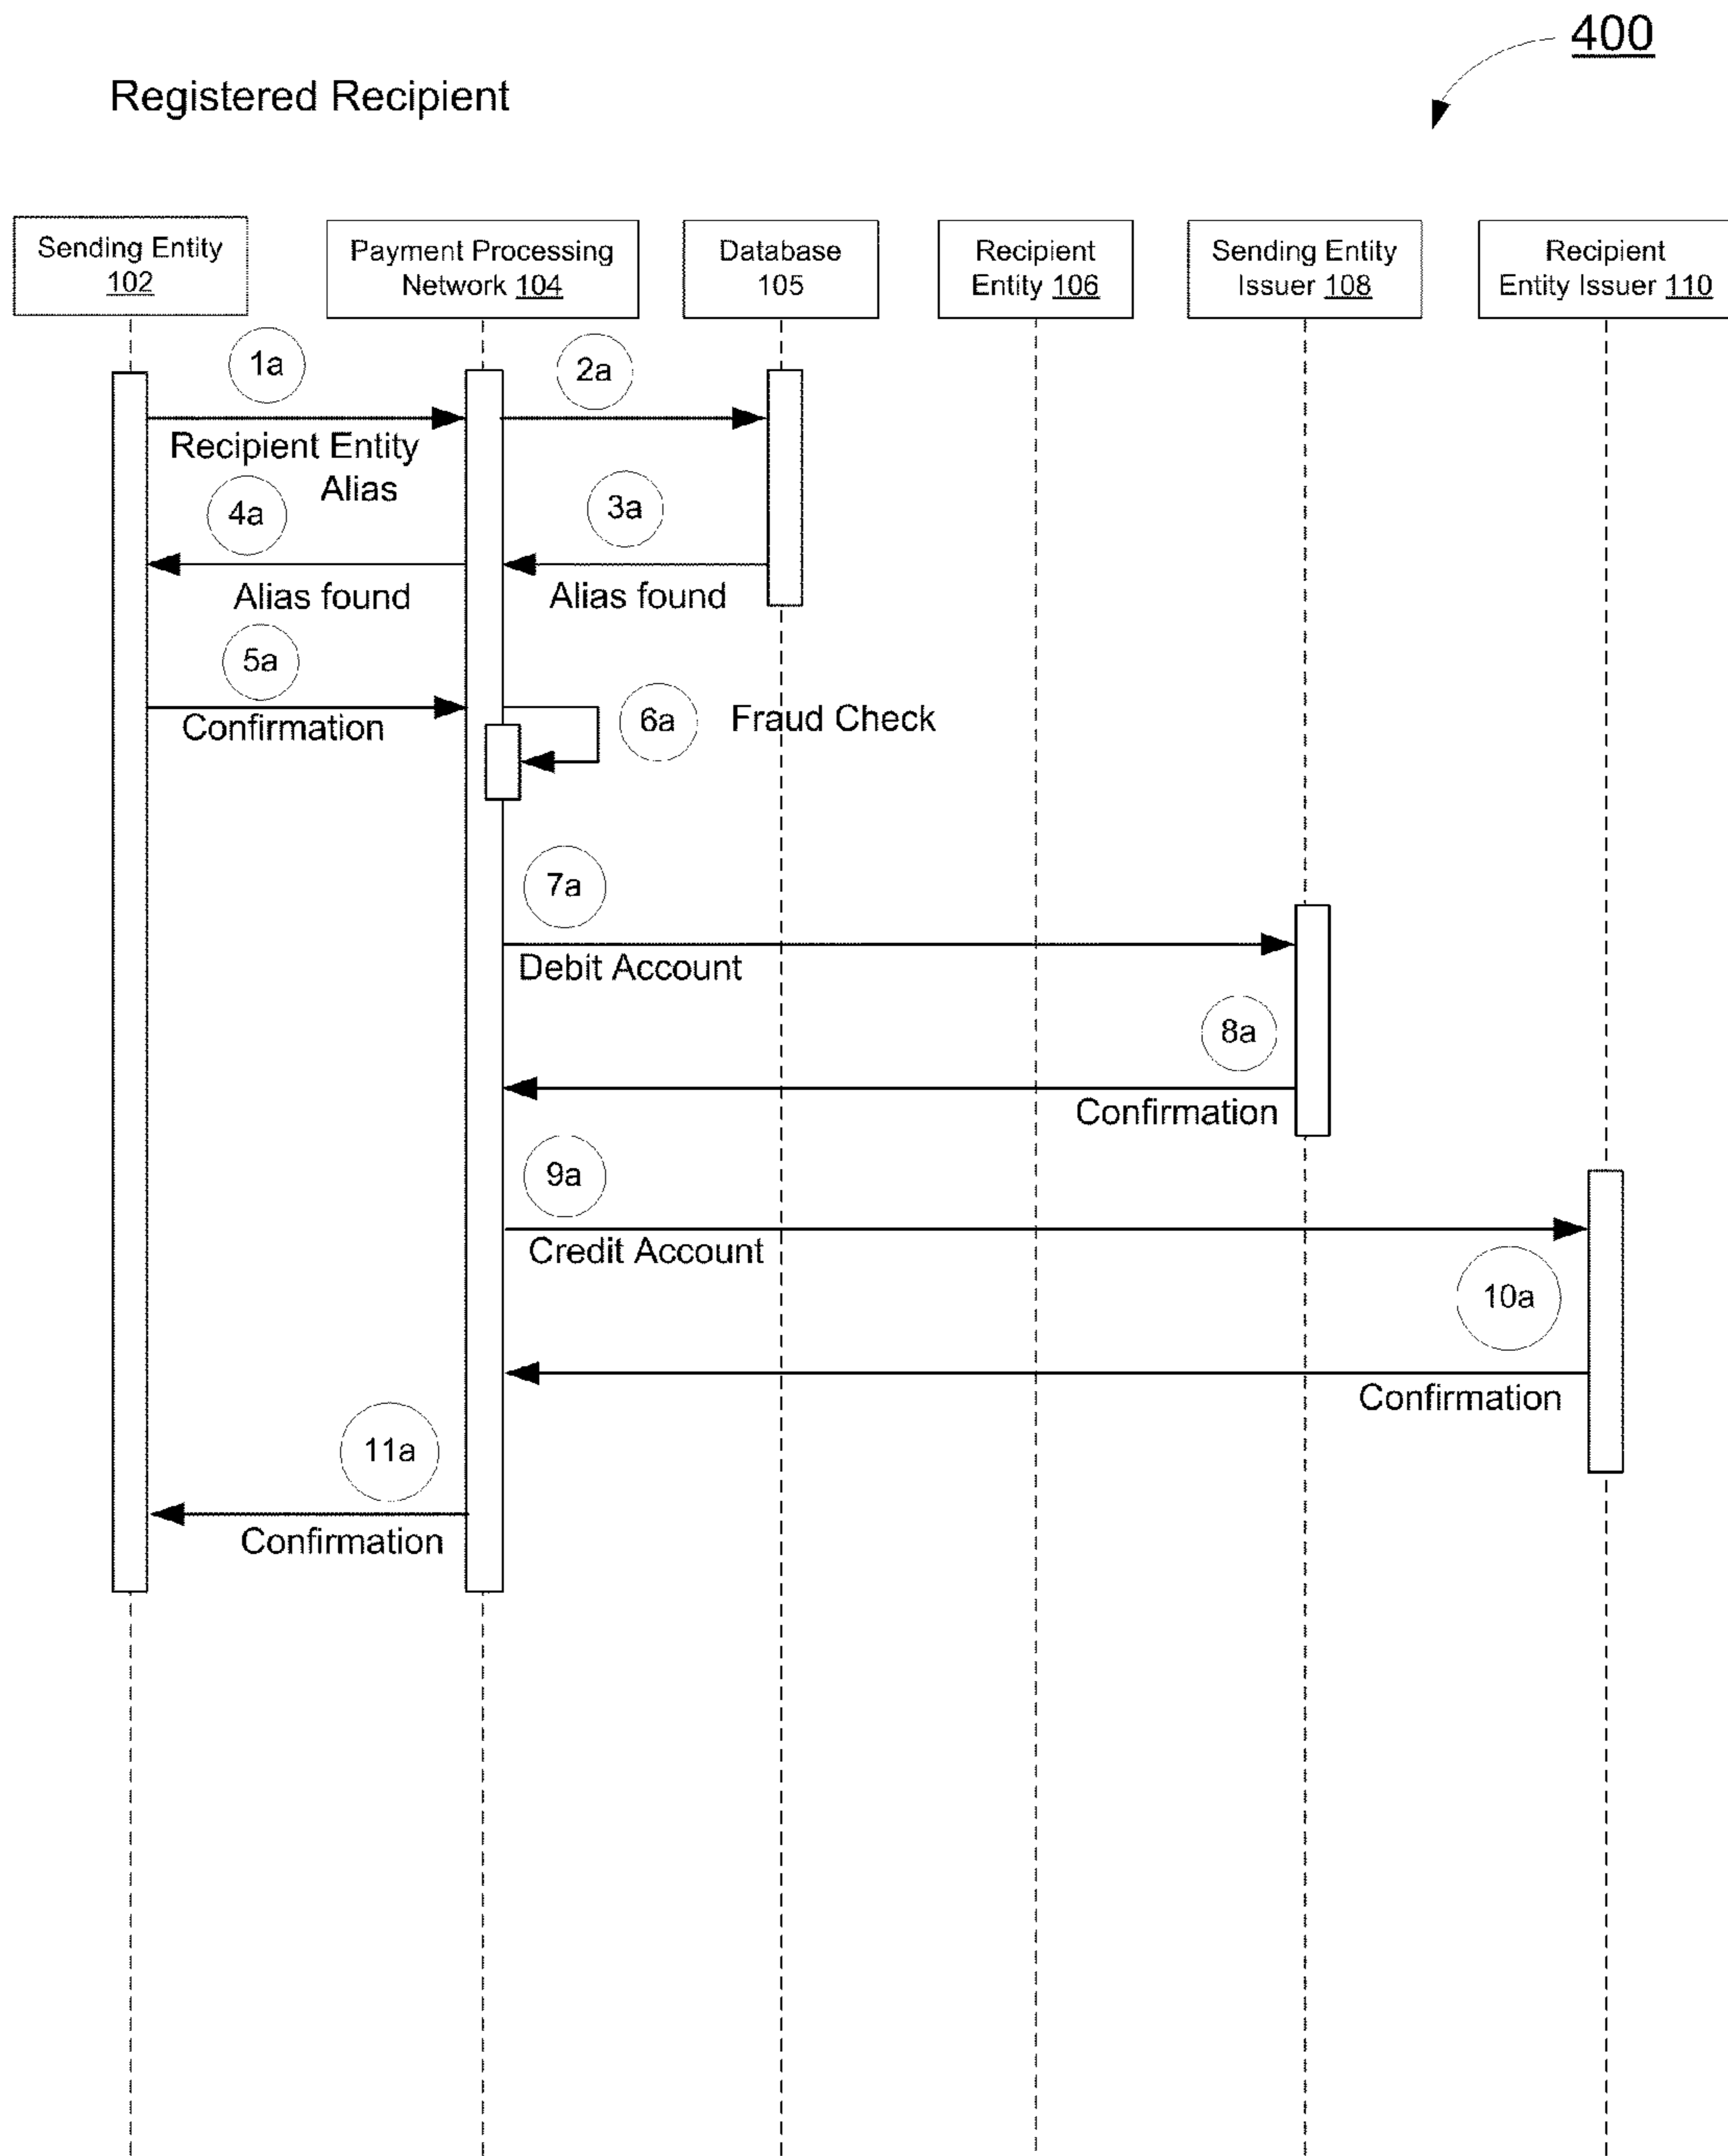 400
Registered Recipient
Sending Entity
102
Payment Processing
Network 104
Database
105
Recipient
Entity 106
Sending Entity
Issuer 108
Recipient
Entity Issuer 110
1a
2a
Recipient Entity
Alias
3a
4a
Alias found
Alias found
5a
Confirmation
6a
Fraud Check
7a
Debit Account
8a
Confirmation
9a
Credit Account
10a
Confirmation
11a
Confirmation